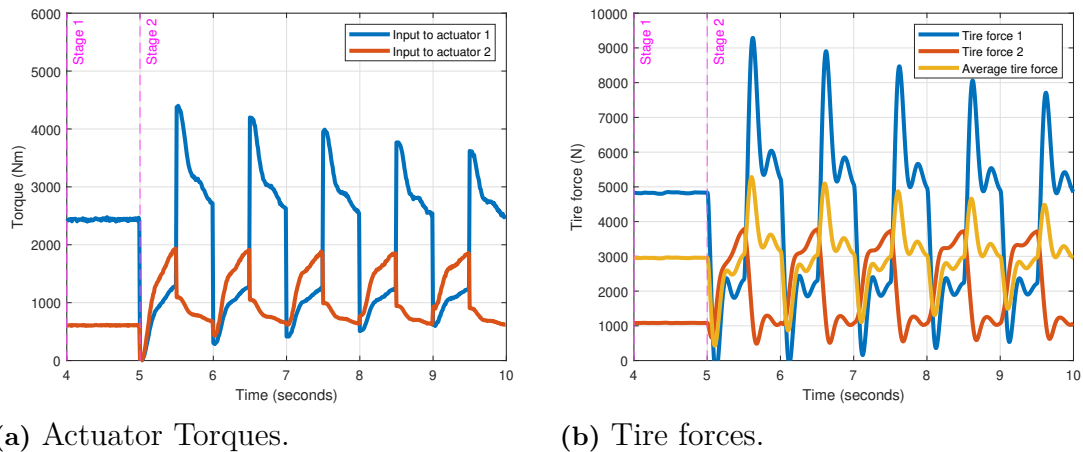 Stage 1
Stage 2
Input to actuator 1
Input to actuator 2
6000
5000
4000
3000
2000
1000
0
Torque (Nm)
4 5 6 7 8 9 10
Time (seconds)
(a) Actuator Torques.
Stage 1
Stage 2
Tire force 1
Tire force 2
Average tire force
10000
9000
8000
7000
6000
5000
4000
3000
2000
1000
0
Tire force (N)
4 5 6 7 8 9 10
Time (seconds)
(b) Tire forces.